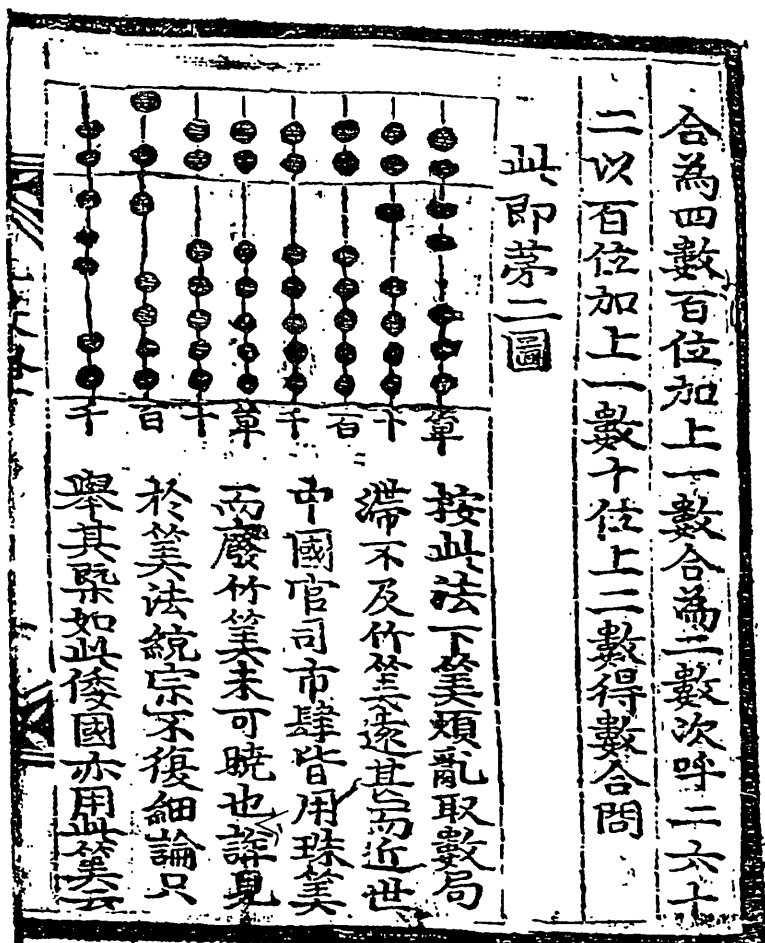 合為四數百位加上一數合為二數次呼二六十
二以百位加上一數十位上二數得數合問
此即苐二圖
算
十
百
千
算
十
百
千
按此法下筭頻亂取數局
滯不及竹筭遠甚而近世
中國官司市肆皆用珠筭
而廢竹筭未可曉也詳見
於筭法統宗不復細論只
舉其槩如此倭國亦用此筭云